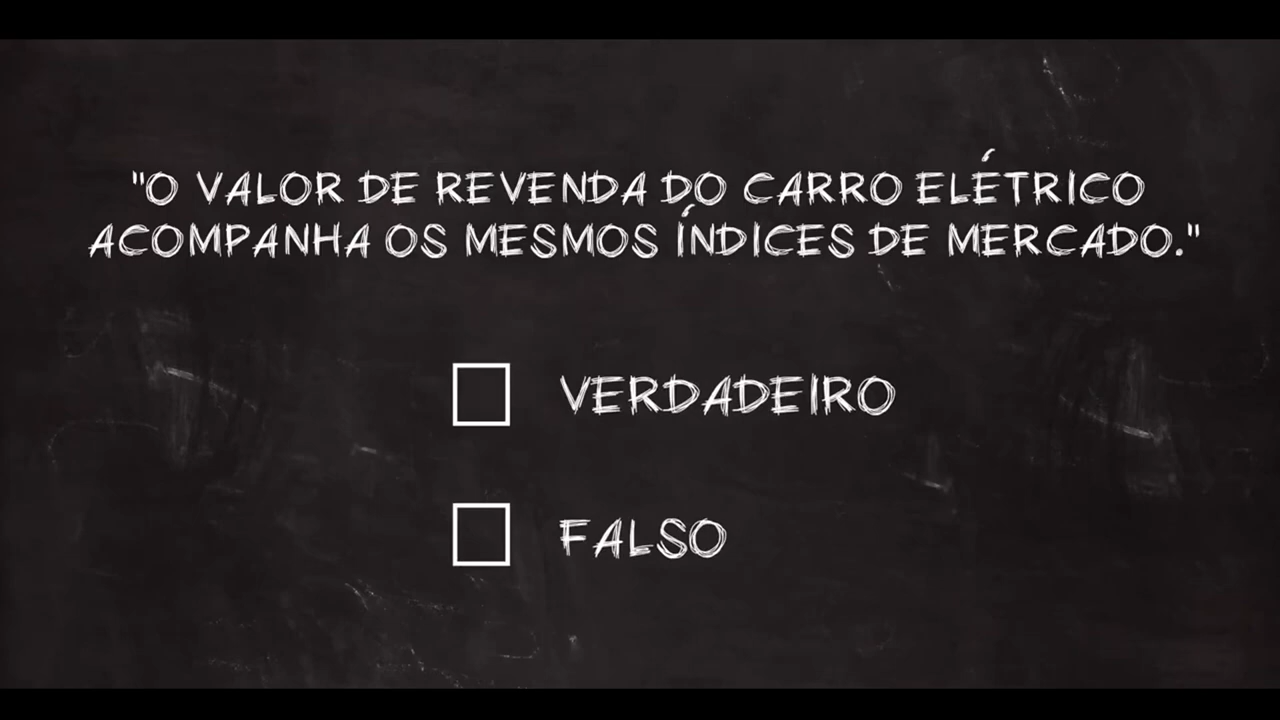 "O VALOR DE REVENDA DO CARRO ELÉTRICO
ACOMPANHA OS MESMOS ÍNDICES DE MERCADO."
VERDADEIRO
FALSO